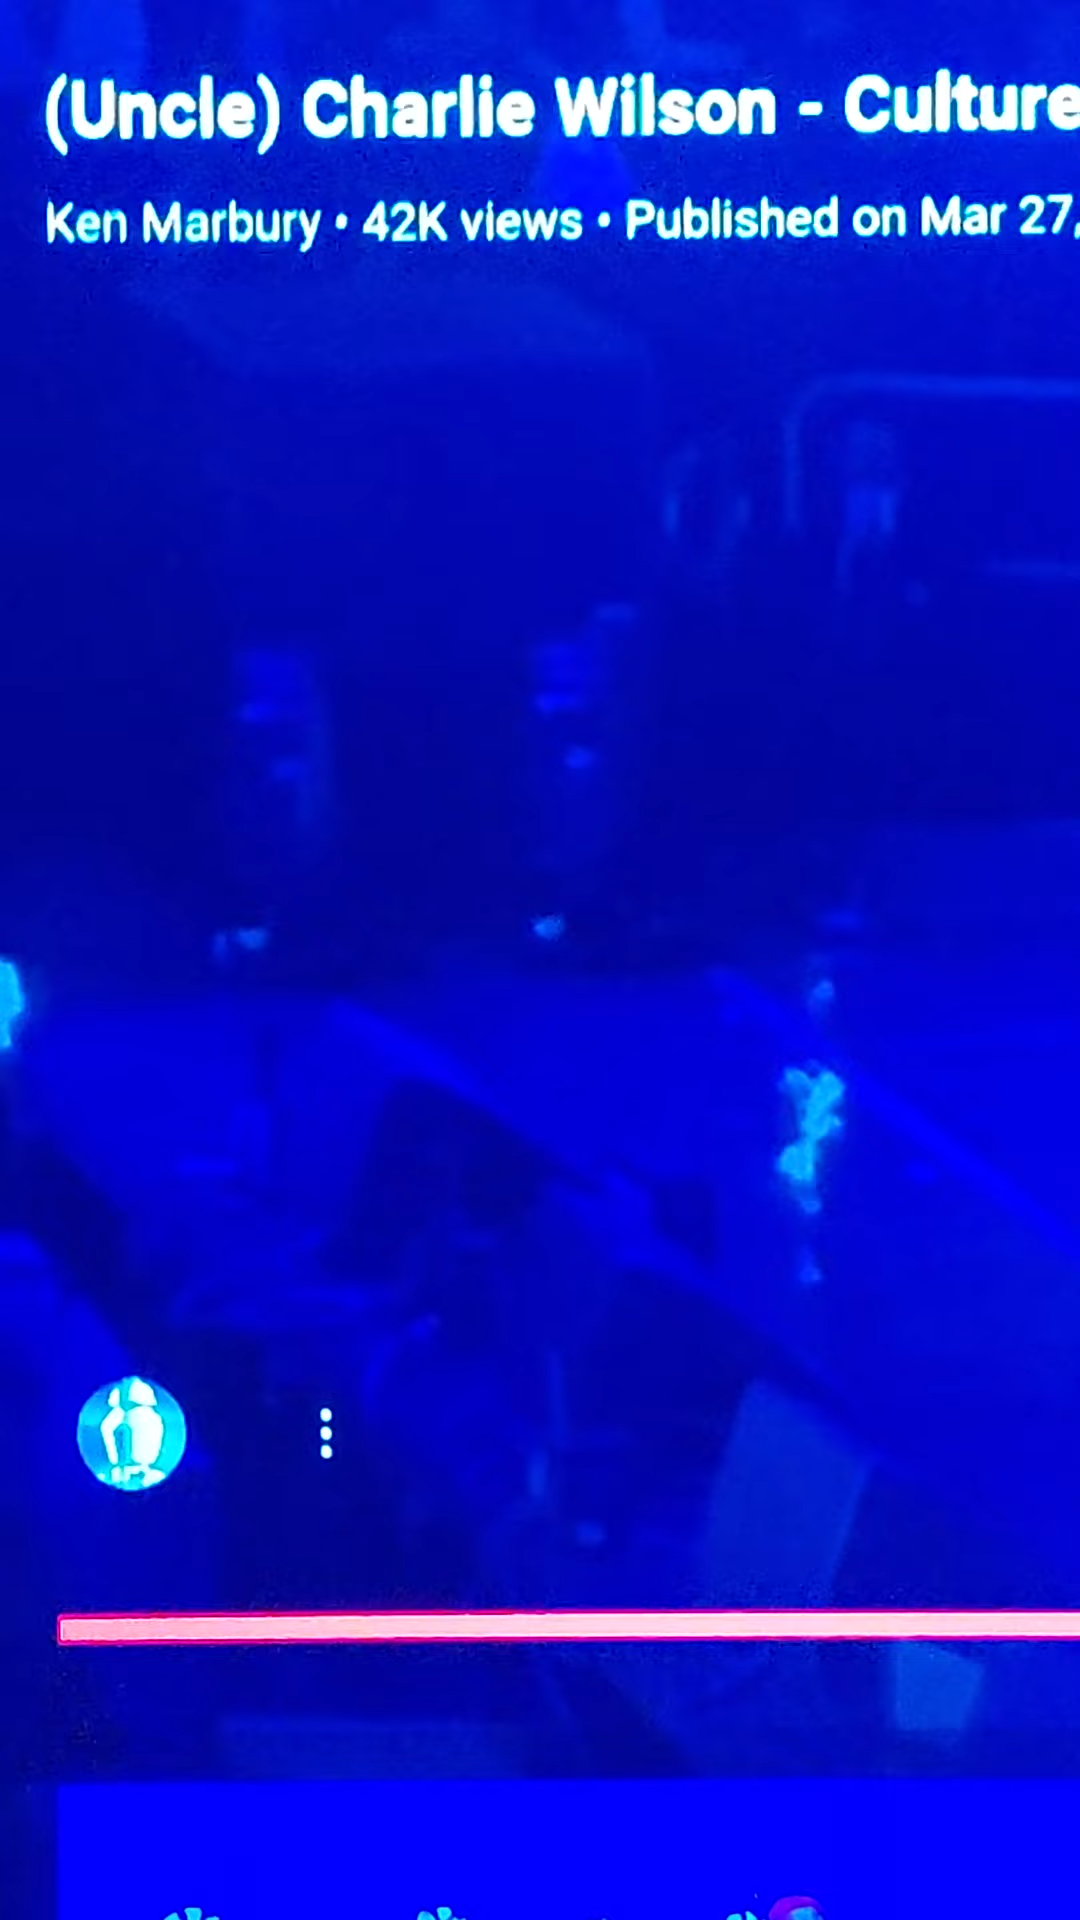 (Uncle) Charlie Wilson - Culture
Ken Marbury • 42K views • Published on Mar 27,